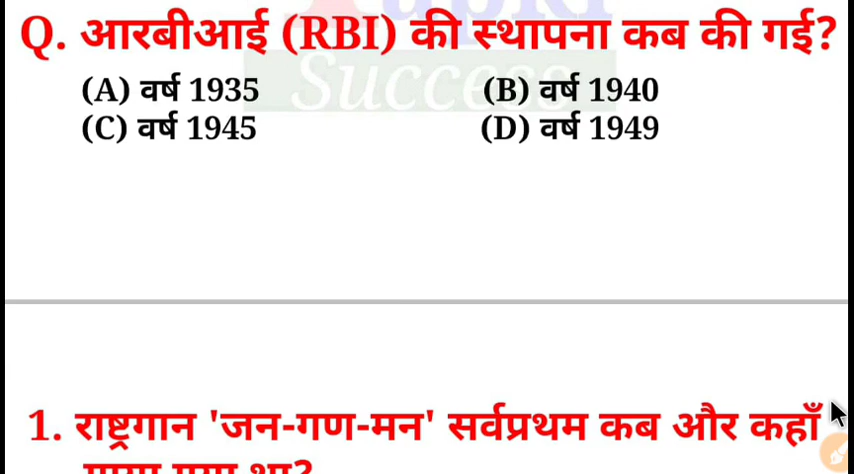 Q. आरबीआई (RBI) की स्थापना कब की गई?
(A) वर्ष 1935 (B) वर्ष 1940
(C) वर्ष 1945 (D) वर्ष 1949
Success
1. राष्ट्रगान 'जन-गण-मन' सर्वप्रथम कब और कहाँ